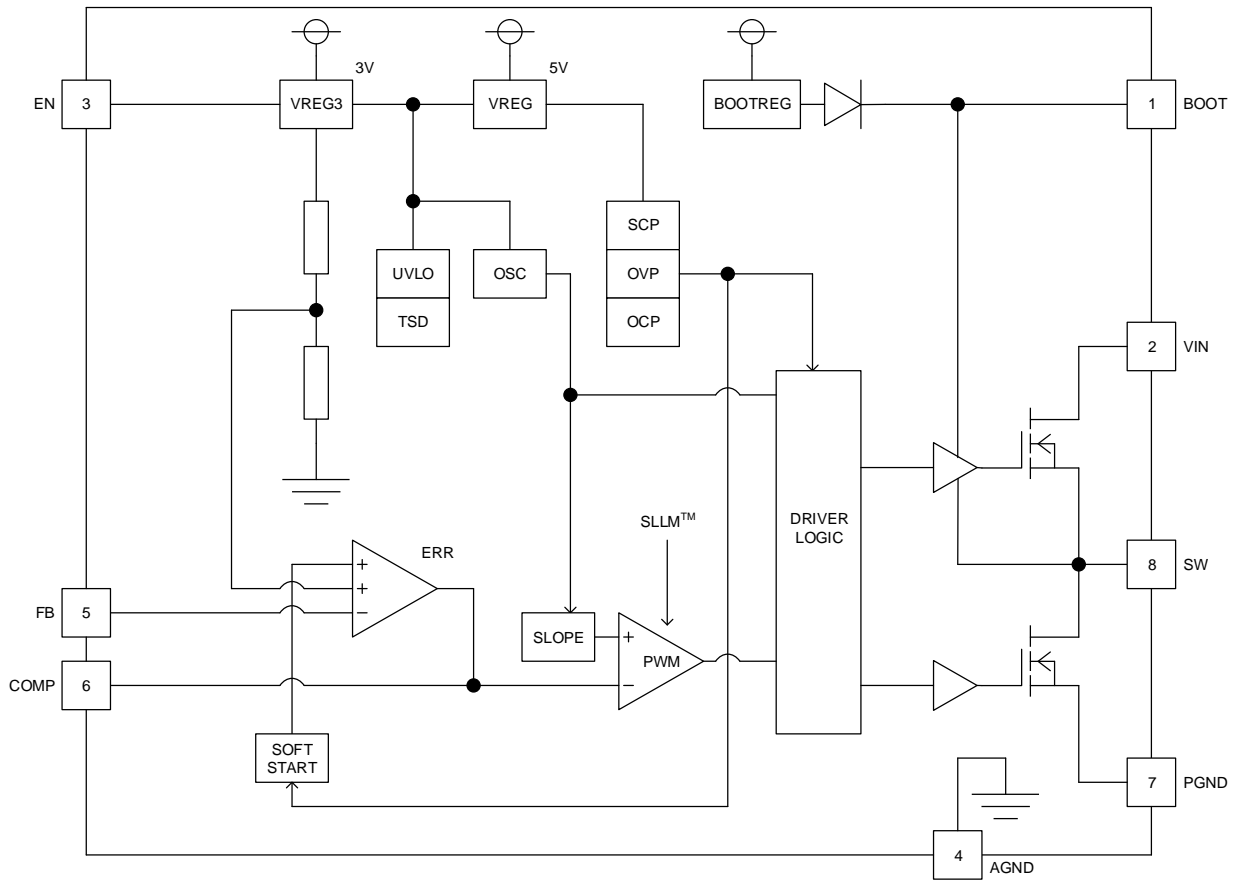 3V
5V
EN
3
VREG3
VREG
BOOTREG
1
BOOT
SCP
UVLO
OSC
OVP
TSD
OCP
2
VIN
SLLM™
DRIVER
LOGIC
ERR
+
+
−
8
SW
FB
5
SLOPE
+
PWM
−
COMP
6
SOFT
START
7
PGND
4
AGND